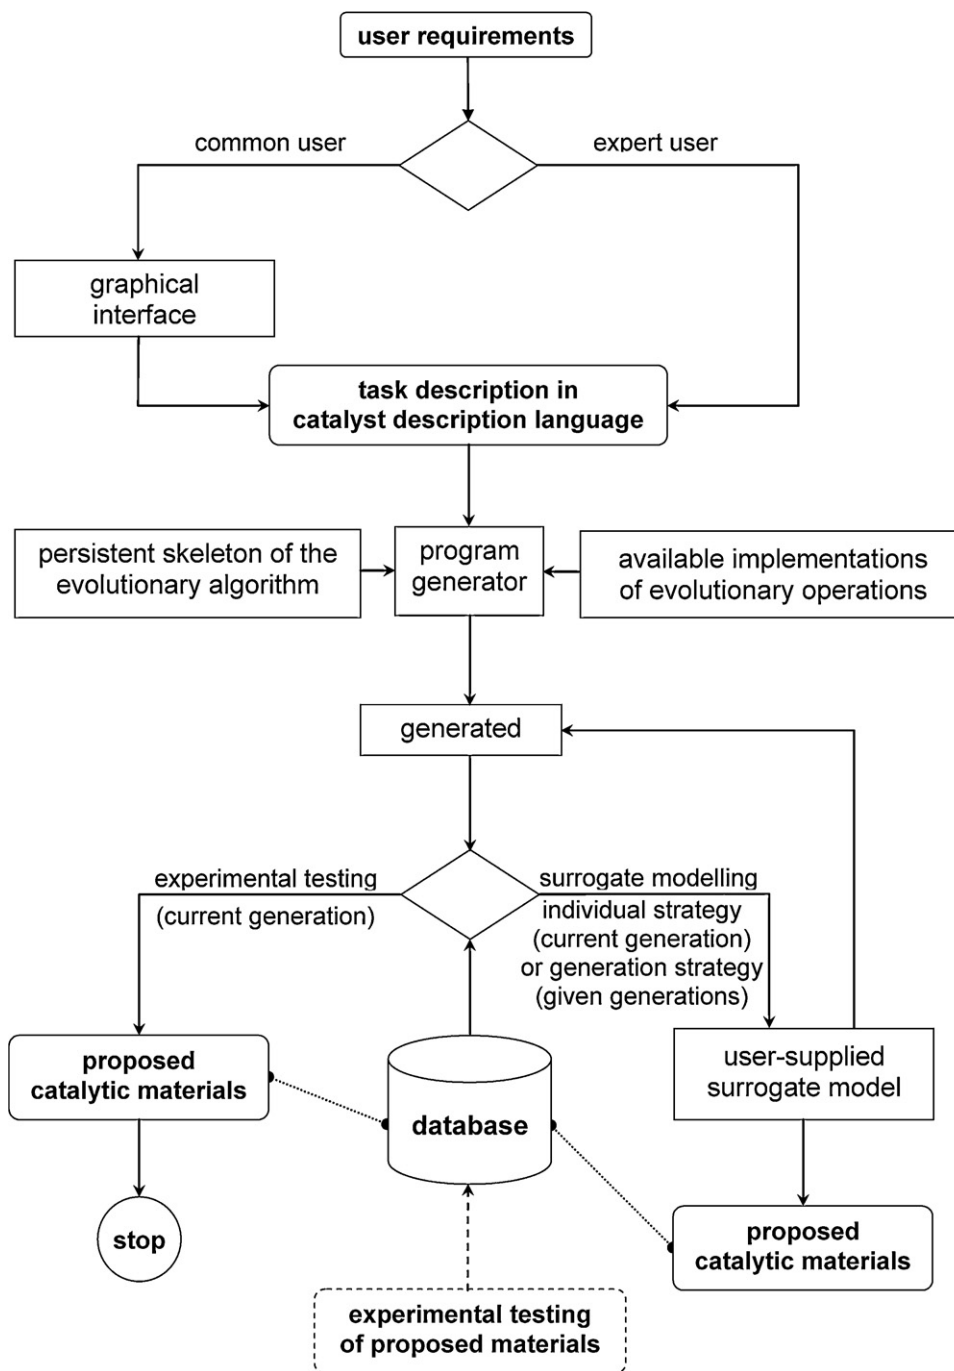 user requirements
common user
expert user
graphical
interface
task description in
catalyst description language
persistent skeleton of the
evolutionary algorithm
program
generator
available implementations
of evolutionary operations
generated
experimental testing
(current generation)
surrogate modelling
individual strategy
(current generation)
or generation strategy
(given generations)
proposed
catalytic materials
database
user-supplied
surrogate model
stop
proposed
catalytic materials
experimental testing
of proposed materials